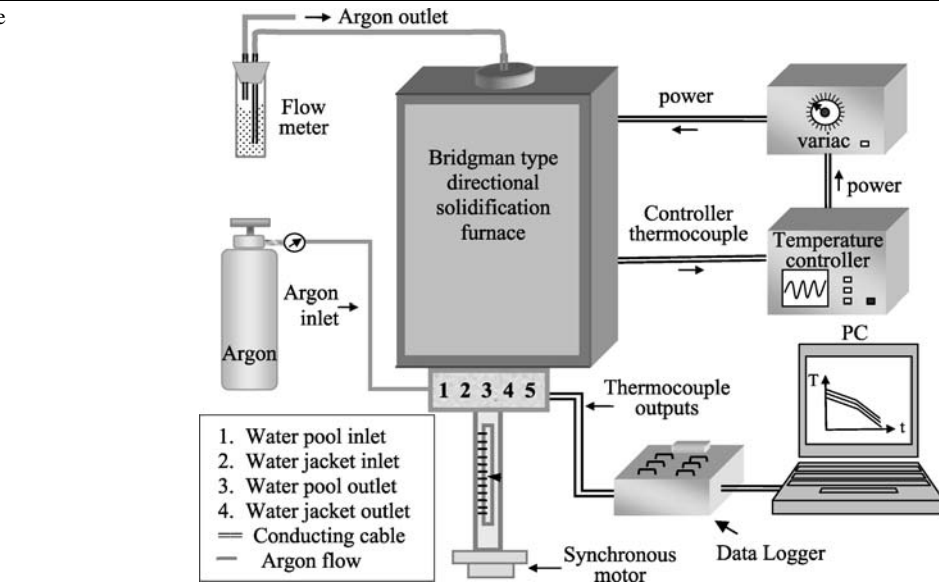 e
Argon outlet
Flow
meter
Bridgman type
directional
solidification
furnace
power
variac
power
Controller
thermocouple
Temperature
controller
Argon
inlet
Argon
PC
T
t
1 2 3 4 5
Thermocouple
outputs
1. Water pool inlet
2. Water jacket inlet
3. Water pool outlet
4. Water jacket outlet
Conducting cable
Argon flow
Data Logger
Synchronous
motor